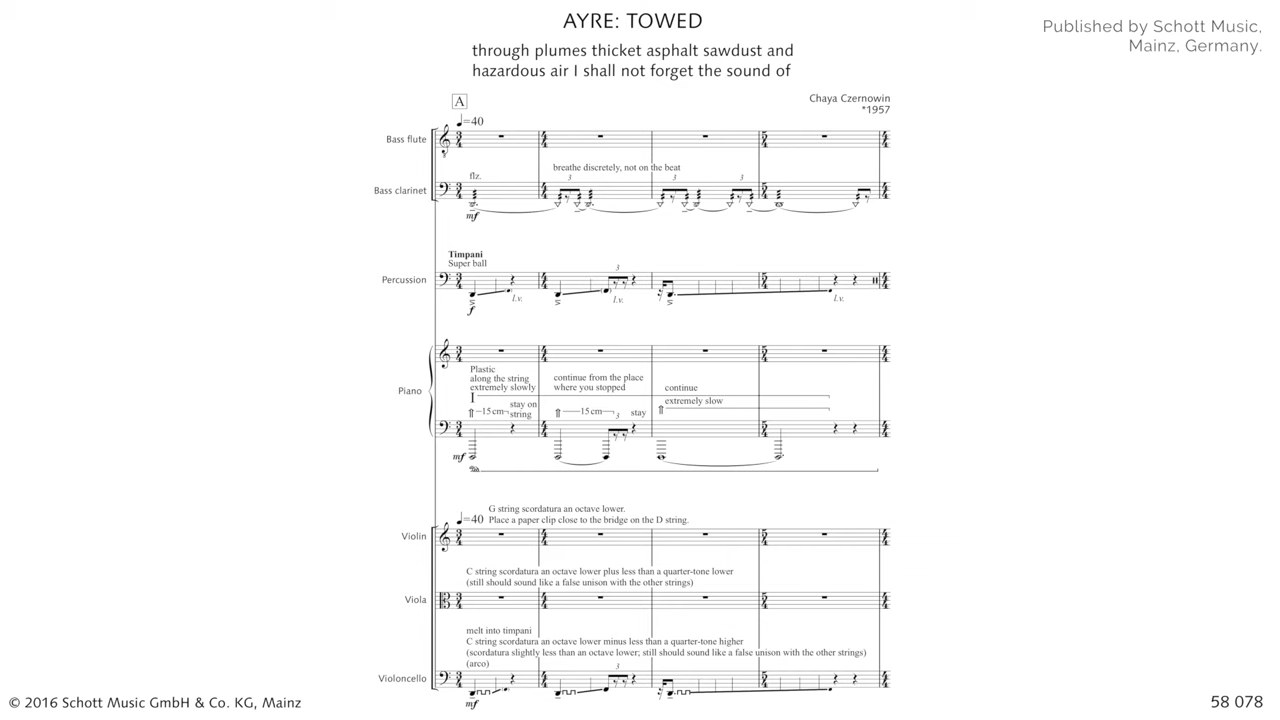 AYRE: TOWED
through plumes thicket asphalt sawdust and
hazardous air I shall not forget the sound of
Published by Schott Music,
Mainz, Germany.
Chaya Czernowin
*1957
A
=40
Bass flute
breathe discretely, not on the beat
flz.
3
3
3
Bass clarinet
mf
Timpani
Super ball
3
Percussion
l.v.
l.v.
l.v.
f
Plastic
along the string
extremely slowly
continue from the place
where you stopped
continue
extremely slow
Piano
I
15 cm
stay on
string
15 cm
3
stay
mf
G string scordatura an octave lower.
=40
Place a paper clip close to the bridge on the D string.
Violin
C string scordatura an octave lower plus less than a quarter-tone lower
(still should sound like a false unison with the other strings)
Viola
melt into timpani
C string scordatura an octave lower minus less than a quarter-tone higher
(scordatura slightly less than an octave lower; still should sound like a false unison with the other strings)
(arco)
3
Violoncello
mf
© 2016 Schott Music GmbH & Co. KG, Mainz
58 078